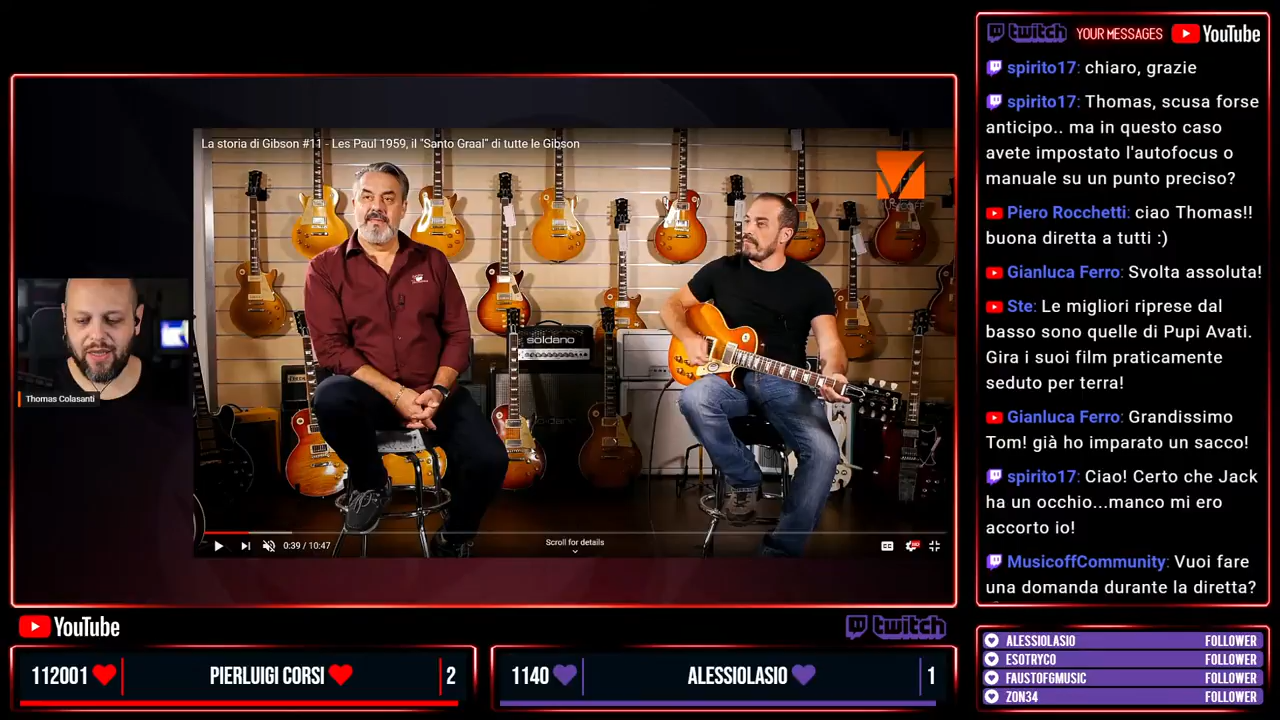 La storia di Gibson #11 - Les Paul 1959, il "Santo Graal" di tutte le Gibson
MUSICOFF
soldano
Thomas Colasanti
0:39 / 10:47
Scroll for details
YouTube
twitch
112001
PIERLUIGI CORSI
2
1140
ALESSIOLASIO
1
twitch YOUR MESSAGES YouTube
spirito17: chiaro, grazie
spirito17: Thomas, scusa forse
anticipo.. ma in questo caso
avete impostato l'autofocus o
manuale su un punto preciso?
Piero Rocchetti: ciao Thomas!!
buona diretta a tutti :)
Gianluca Ferro: Svolta assoluta!
Ste: Le migliori riprese dal
basso sono quelle di Pupi Avati.
Gira i suoi film praticamente
seduto per terra!
Gianluca Ferro: Grandissimo
Tom! già ho imparato un sacco!
spirito17: Ciao! Certo che Jack
ha un occhio...manco mi ero
accorto io!
MusicoffCommunity: Vuoi fare
una domanda durante la diretta?
ALESSIOLASIO FOLLOWER
ESOTRYCO FOLLOWER
FAUSTOFGMUSIC FOLLOWER
ZON34 FOLLOWER